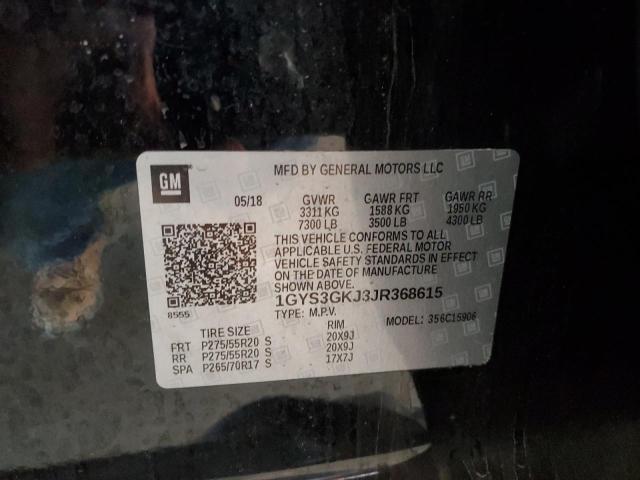 GM
MFD BY GENERAL MOTORS LLC
05/18 GVWR GAWR FRT GAWR RR
3311 KG 1588 KG 1950 KG
7300 LB 3500 LB 4300 LB
THIS VEHICLE CONFORMS TO ALL
APPLICABLE U.S. FEDERAL MOTOR
VEHICLE SAFETY STANDARDS IN EFFECT
ON THE DATE OF MANUFACTURE
SHOWN ABOVE.
1GYS3GKJ3JR368615
8555
TYPE: M.P.V. MODEL: 356C15906
TIRE SIZE RIM
FRT P275/55R20 S 20X9J
RR P275/55R20 S 20X9J
SPA P265/70R17 S 17X7J